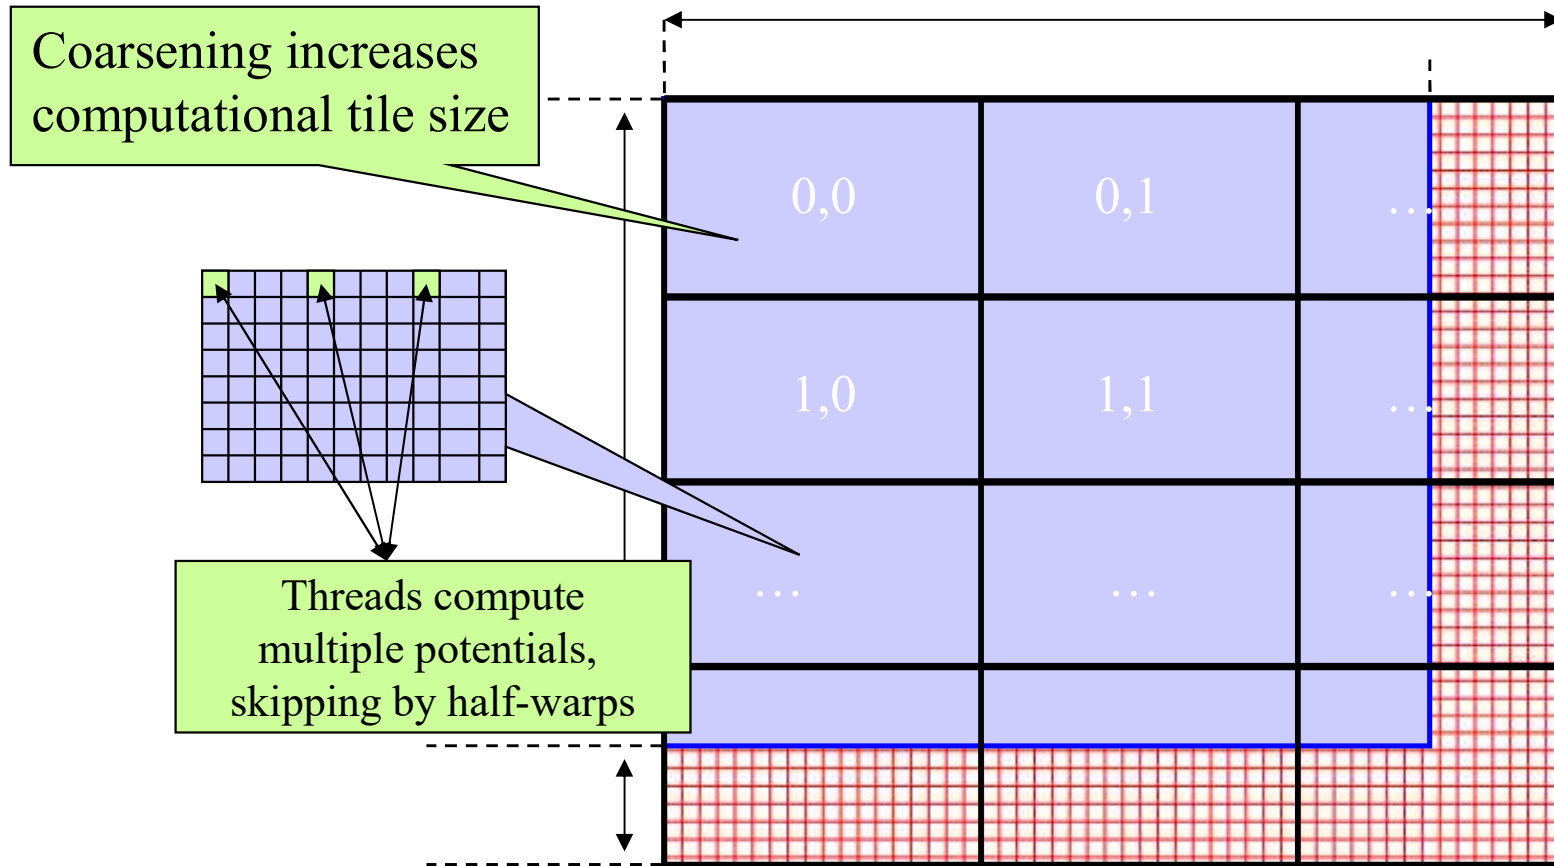 Coarsening increases
computational tile size
0,0 0,1 …
1,0 1,1 …
… … …
Threads compute
multiple potentials,
skipping by half-warps